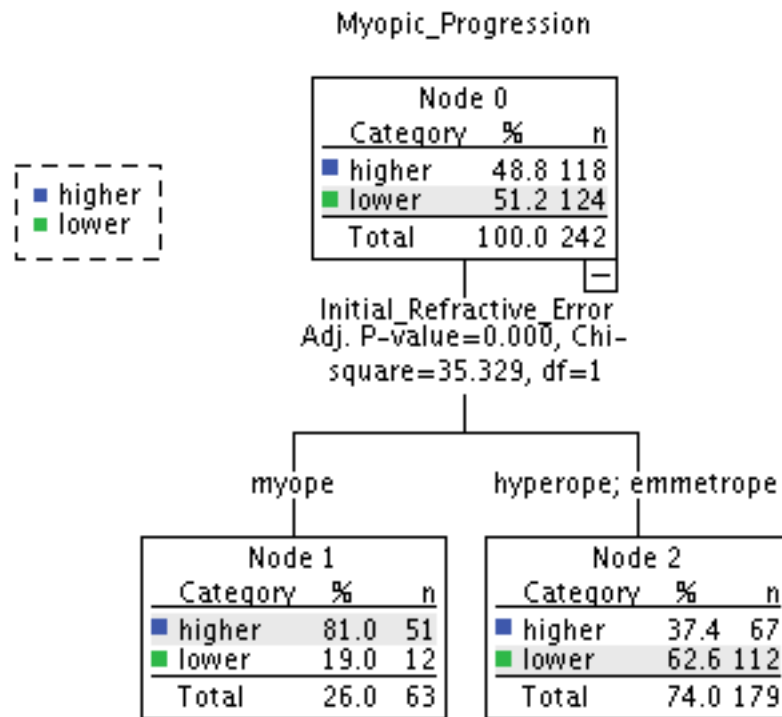 Myopic_Progression
Node 0
Category % n
higher 48.8 118
lower 51.2 124
Total 100.0 242
higher
lower
Initial_Refractive_Error
Adj. P-value=0.000, Chi-
square=35.329, df=1
myope
hyperope; emmetrope
Node 1
Category % n
higher 81.0 51
lower 19.0 12
Total 26.0 63
Node 2
Category % n
higher 37.4 67
lower 62.6 112
Total 74.0 179